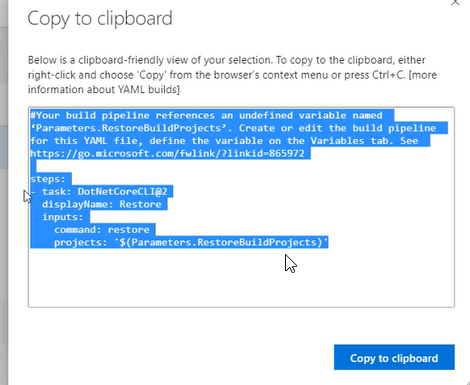 Copy to clipboard
Below is a clipboard-friendly view of your selection. To copy to the clipboard, either
right-click and choose 'Copy' from the browser's context menu or press Ctrl+C. [more
information about YAML builds]
#Your build pipeline references an undefined variable named
‘Parameters.RestoreBuildProjects’. Create or edit the build pipeline
for this YAML file, define the variable on the Variables tab. See
https://go.microsoft.com/fwlink/?linkid=865972
steps:
- task: DotNetCoreCLI@2
displayName: Restore
inputs:
command: restore
projects: '$(Parameters.RestoreBuildProjects)'
Copy to clipboard